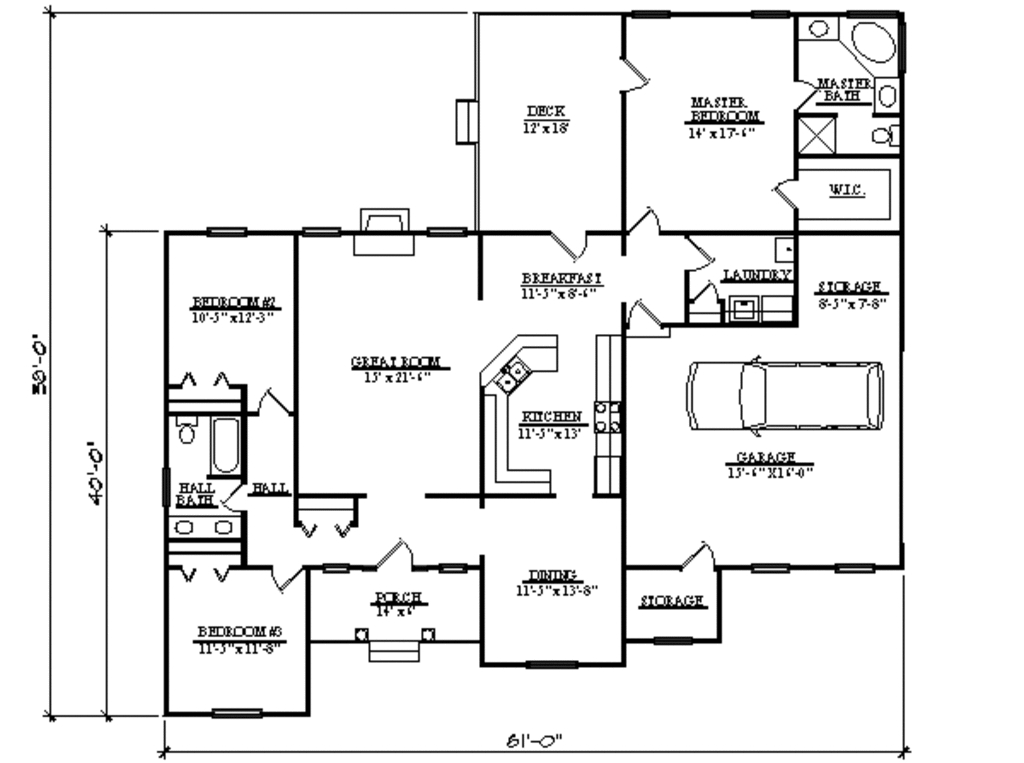 DECK
12' x 18'
MASTER
BEDROOM
14' x 17'-6"
MASTER
BATH
W.I.C.
BREAKFAST
11'-5" x 8'-6"
LAUNDRY
STORAGE
8'-5" x 7'-8"
BEDROOM #2
10'-5" x 12'-3"
GREAT ROOM
15' x 21'-6"
KITCHEN
11'-5" x 13'
GARAGE
15'-6" X 16'-0"
HALL
BATH
HALL
DINING
11'-5" x 13'-8"
PORCH
14' x 6'
STORAGE
BEDROOM #3
11'-5" x 11'-8"
40'-0"
61'-0"